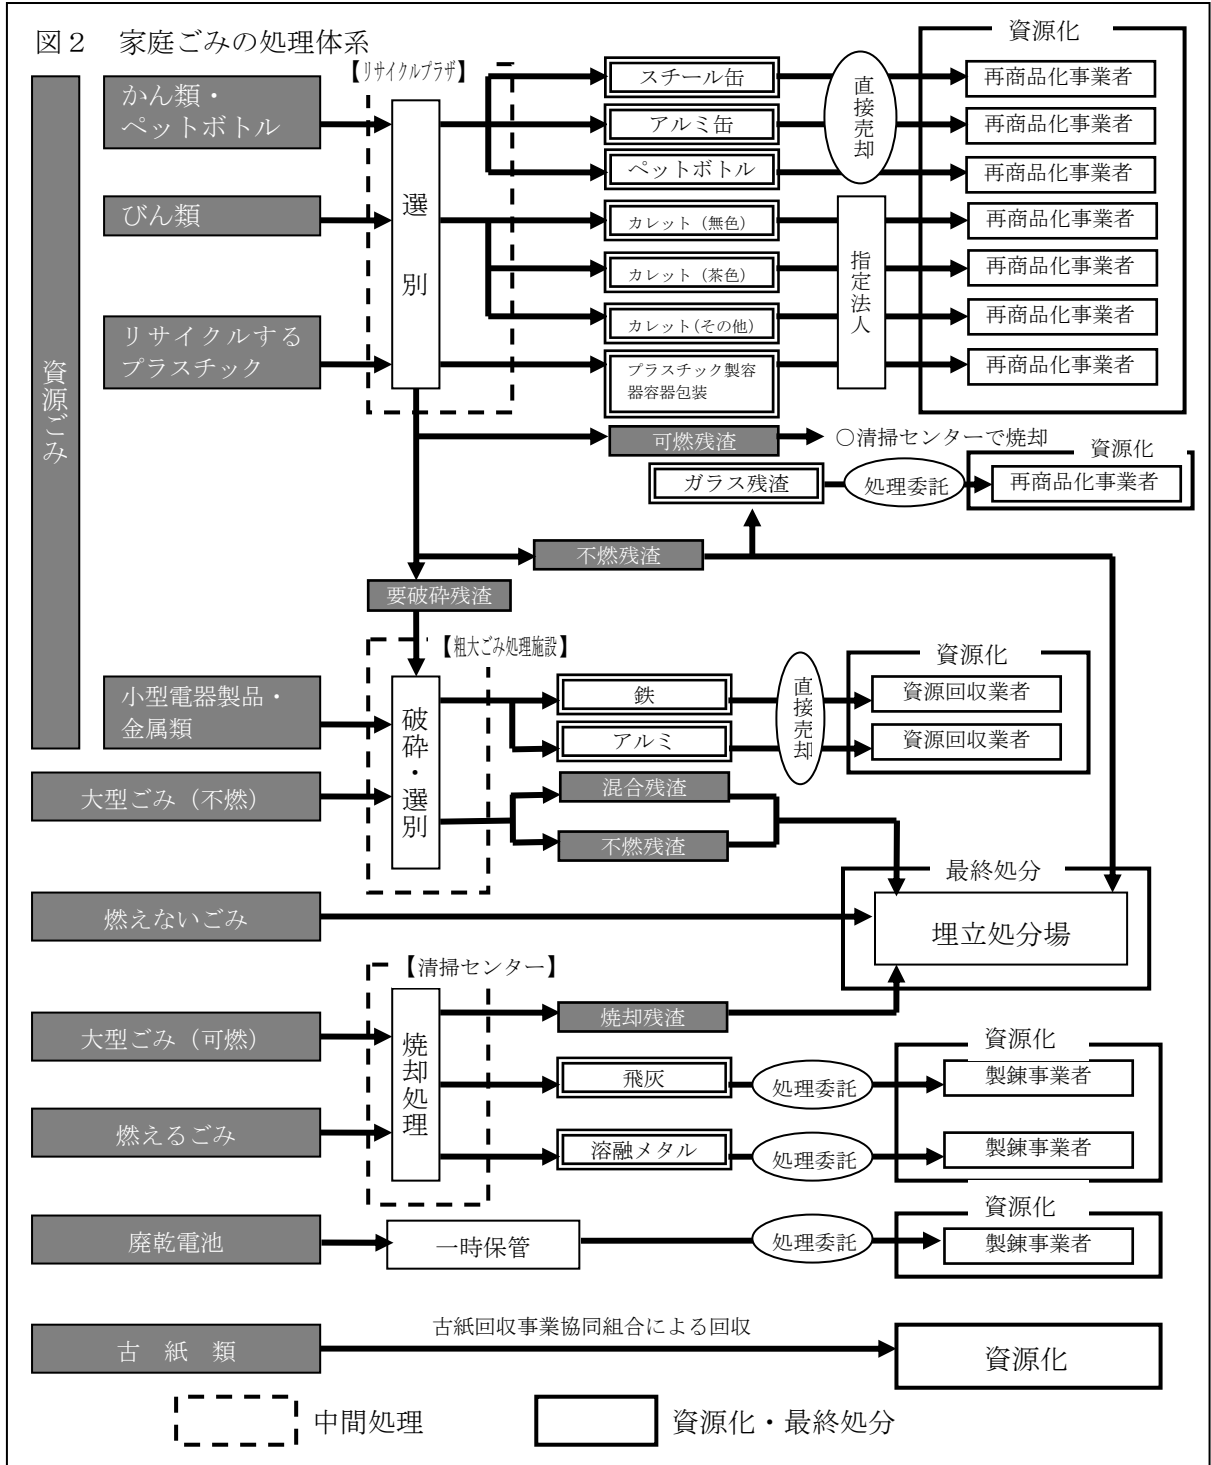 図２　家庭ごみの処理体系
資源化
【リサイクルプラザ】
資源ごみ
かん類・
ペットボトル
びん類
リサイクルする
プラスチック
選別
スチール缶
アルミ缶
ペットボトル
カレット（無色）
カレット（茶色）
カレット（その他）
プラスチック製容
器容器包装
直接売却
指定法人
再商品化事業者
再商品化事業者
再商品化事業者
再商品化事業者
再商品化事業者
再商品化事業者
再商品化事業者
可燃残渣
○清掃センターで焼却
資源化
ガラス残渣
処理委託
再商品化事業者
不燃残渣
要破砕残渣
【粗大ごみ処理施設】
資源化
小型電器製品・
金属類
大型ごみ（不燃）
破砕・選別
鉄
アルミ
直接売却
資源回収業者
資源回収業者
混合残渣
不燃残渣
最終処分
燃えないごみ
埋立処分場
【清掃センター】
大型ごみ（可燃）
燃えるごみ
焼却処理
焼却残渣
飛灰
溶融メタル
処理委託
処理委託
資源化
製錬事業者
製錬事業者
資源化
廃乾電池
一時保管
処理委託
製錬事業者
古紙回収事業協同組合による回収
古　紙　類
資源化
中間処理
資源化・最終処分